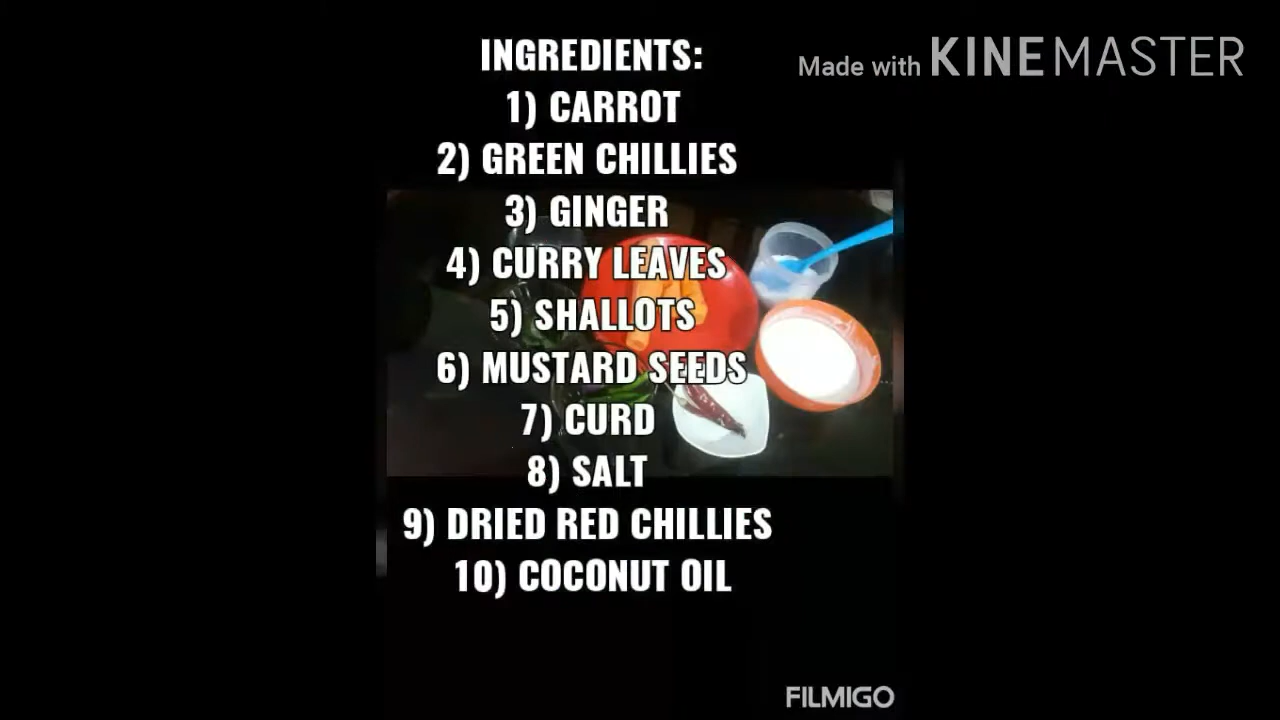 INGREDIENTS:
Made with KINEMASTER
1) CARROT
2) GREEN CHILLIES
3) GINGER
4) CURRY LEAVES
5) SHALLOTS
6) MUSTARD SEEDS
7) CURD
8) SALT
9) DRIED RED CHILLIES
10) COCONUT OIL
FILMIGO